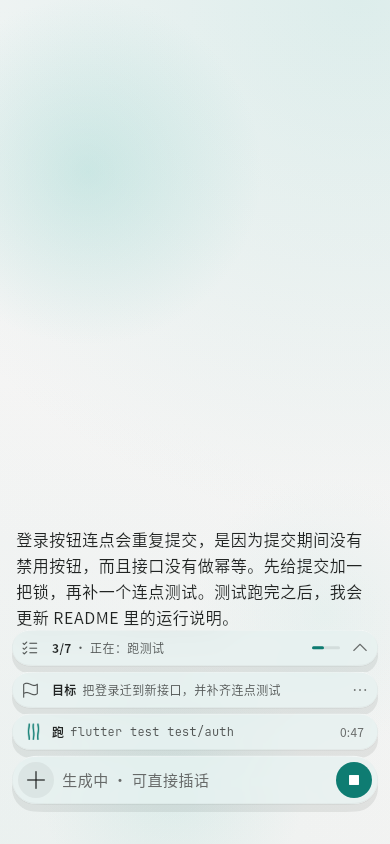 登录按钮连点会重复提交，是因为提交期间没有
禁用按钮，而且接口没有做幂等。先给提交加一
把锁，再补一个连点测试。测试跑完之后，我会
更新 README 里的运行说明。
3/7 · 正在：跑测试
目标 把登录迁到新接口，并补齐连点测试
跑 flutter test test/auth 0:47
生成中 · 可直接插话